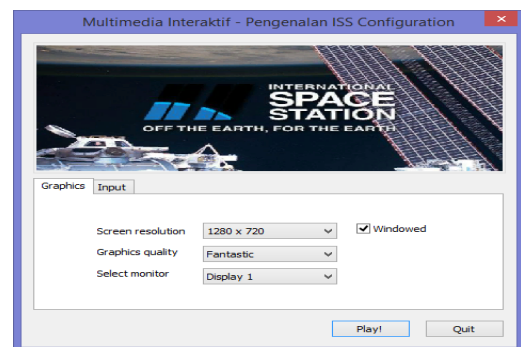 Multimedia Interaktif - Pengenalan ISS Configuration
INTERNATIONAL
SPACE
STATION
OFF THE EARTH, FOR THE EARTH
Graphics Input
Screen resolution 1280 x 720 Windowed
Graphics quality Fantastic
Select monitor Display 1
Play! Quit